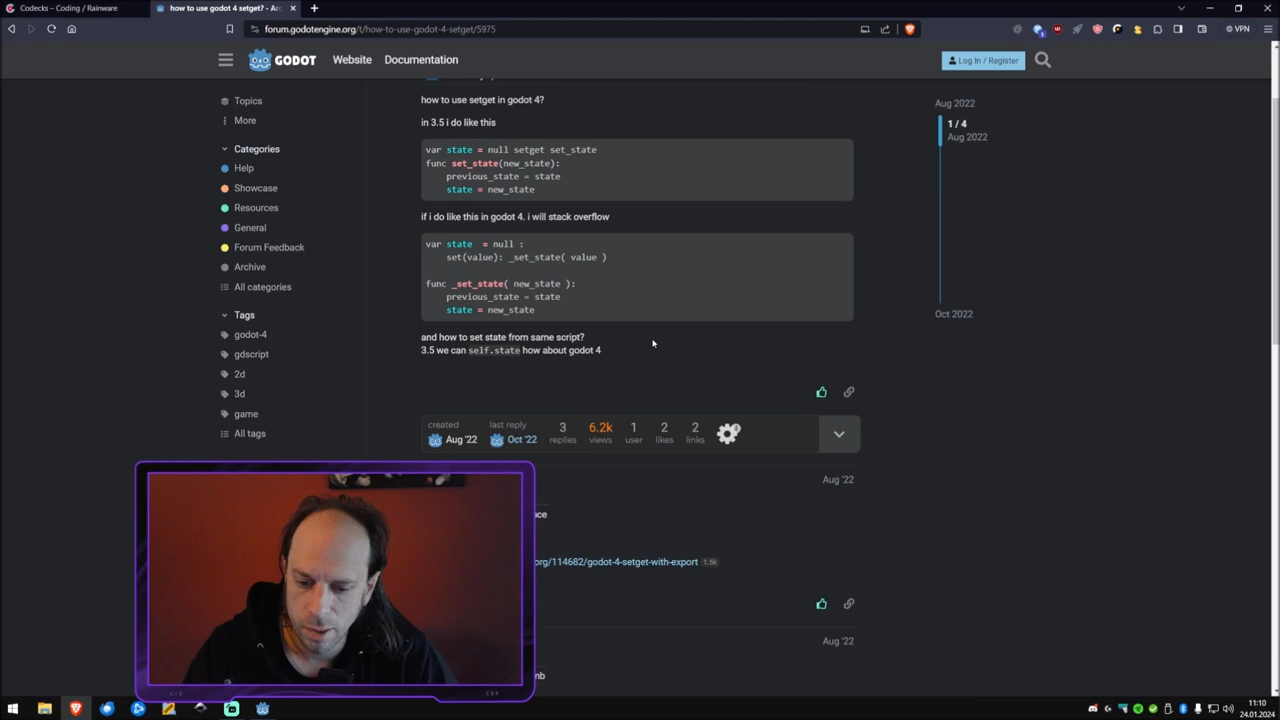 Codecks – Coding / Rainware
how to use godot 4 setget? - Arc
forum.godotengine.org/t/how-to-use-godot-4-setget/5975
VPN
GODOT
Website
Documentation
Log In / Register
Topics
More
Categories
Help
Showcase
Resources
General
Forum Feedback
Archive
All categories
Tags
godot-4
gdscript
2d
3d
game
All tags
how to use setget in godot 4?
in 3.5 i do like this
var state = null setget set_state
func set_state(new_state):
previous_state = state
state = new_state
if i do like this in godot 4. i will stack overflow
var state  = null :
set(value): _set_state( value )
func _set_state( new_state ):
previous_state = state
state = new_state
and how to set state from same script?
3.5 we can self.state how about godot 4
Aug 2022
1 / 4
Aug 2022
Oct 2022
created
Aug '22
last reply
Oct '22
3
replies
6.2k
views
1
user
2
likes
2
links
Aug '22
nce
org/114682/godot-4-setget-with-export 1.5k
Aug '22
mb
11:10
24.01.2024